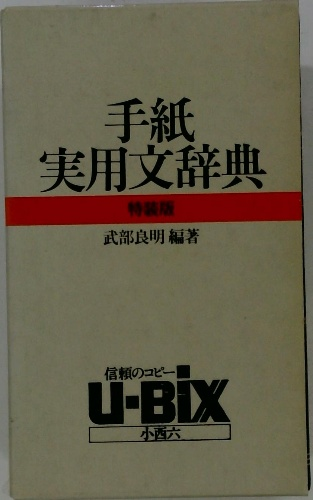 手紙
実用文辞典
特装版
武部良明 編著
信頼のコピー
U-BiX
小西六